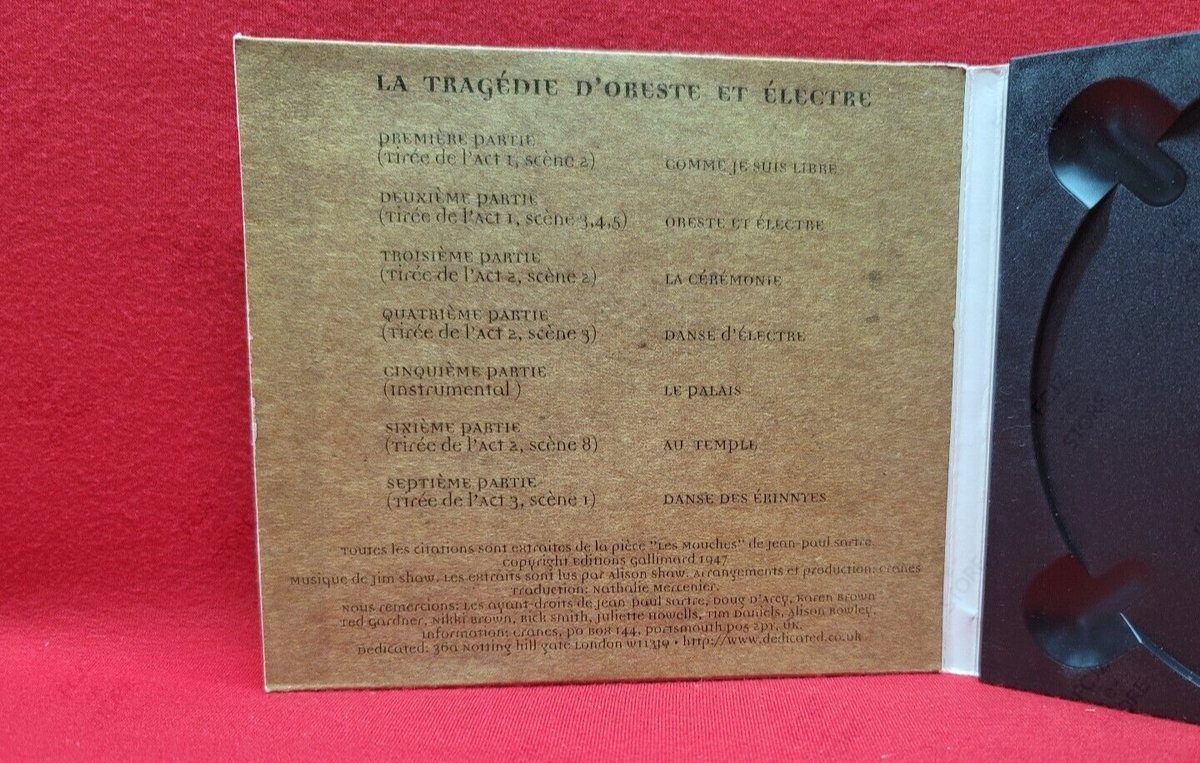 LA TRAGÉDIE D'ORESTE ET ÉLECTRE
PREMIÈRE PARTIE
(Tirée de l'Act 1, scène 2) COMME JE SUIS LIBRE
DEUXIÈME PARTIE
(Tirée de l'Act 1, scène 3,4,5) ORESTE ET ÉLECTRE
TROISIÈME PARTIE
(Tirée de l'Act 2, scène 2) LA CÉRÉMONIE
QUATRIÈME PARTIE
(Tirée de l'Act 2, scène 3) DANSE d'ÉLECTRE
CINQUIÈME PARTIE
(Instrumental ) LE PALAIS
SIXIÈME PARTIE
(Tirée de l'Act 2, scène 8) AU TEMPLE
SEPTIÈME PARTIE
(Tirée de l'Act 3, scène 1) DANSE DES ÉRINNYES
Toutes les citations sont extraites de la pièce "Les Mouches" de Jean-Paul Sartre.
Copyright Editions Gallimard 1947
Musique de Jim Shaw. Les extraits sont lus par Alison Shaw. Arrangements et production: Cranes
Traduction: Nathalie Mercenier.
Nous remercions: Les ayant-droits de Jean-Paul Sartre, Doug D'Arcy, Karen Brown
Ted Gardner, Nikki Brown, Rick Smith, Juliette Howells, Tim Daniels, Alison Rowley,
Information: Cranes, PO BOX 144, Portsmouth PO5 2PT, UK.
Dedicated: 36a Notting Hill Gate London W11 3JQ • http://www.dedicated.co.uk